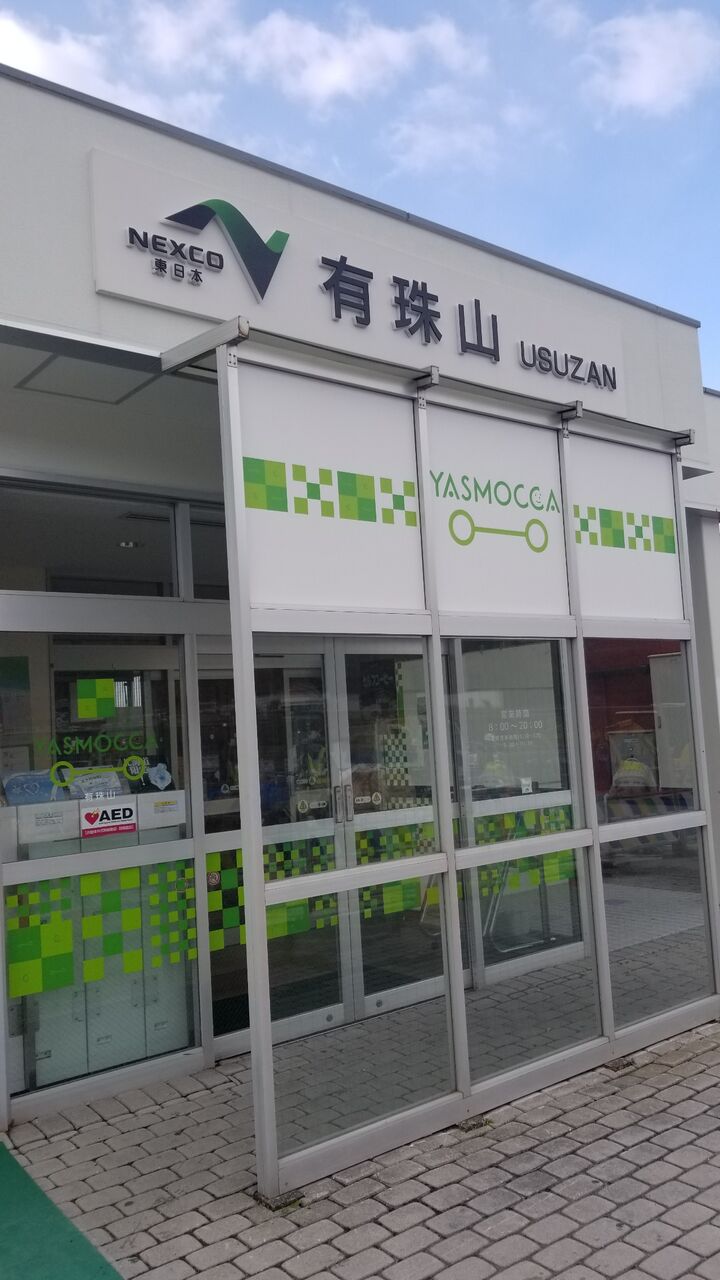 NEXCO
東日本
有珠山 USUZAN
YASMOCCA
営業時間
8:00~20:00
YASMOCCA
有珠山
AED